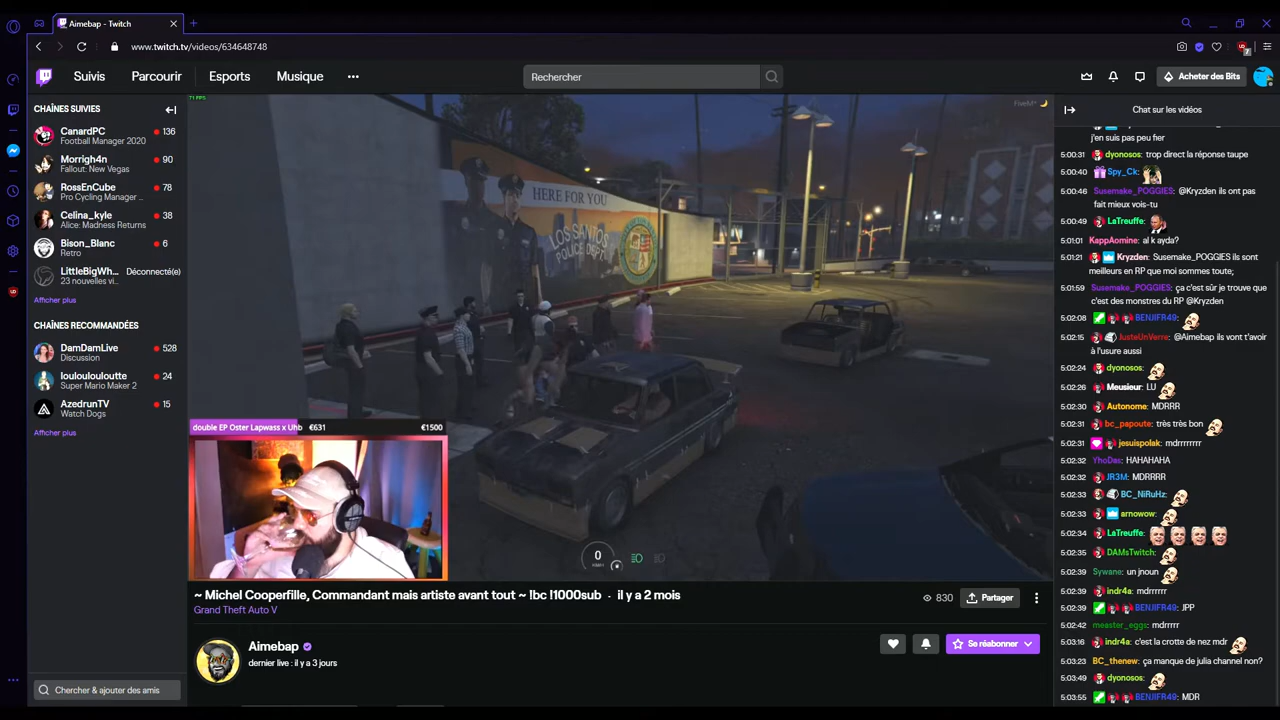 Aimebap - Twitch
www.twitch.tv/videos/634648748
7
Suivis
Parcourir
Esports
Musique
Rechercher
Acheter des Bits
CHAÎNES SUIVIES
CanardPC
136
Football Manager 2020
Morrigh4n
90
Fallout: New Vegas
RossEnCube
78
Pro Cycling Manager ...
Celina_kyle
38
Alice: Madness Returns
Bison_Blanc
6
Retro
LittleBigWh...
Déconnecté(e)
23 nouvelles vi...
Afficher plus
CHAÎNES RECOMMANDÉES
DamDamLive
528
Discussion
louloulouloutte
24
Super Mario Maker 2
AzedrunTV
15
Watch Dogs
Afficher plus
Chercher & ajouter des amis
71 FPS
FiveM®
HERE FOR YOU
LOS SANTOS
POLICE DEPT.
double EP Oster Lapwass x Uhb
€631
€1500
0
~ Michel Cooperfille, Commandant mais artiste avant tout ~ !bc !1000sub · il y a 2 mois
Grand Theft Auto V
830
Partager
Aimebap
dernier live : il y a 3 jours
Se réabonner
Chat sur les vidéos
j'en suis pas peu fier
5:00:31 dyonosos: trop direct la réponse taupe
5:00:40 Spy_Ck:
5:00:46 Susemake_POGGIES: @Kryzden ils ont pas
fait mieux vois-tu
5:00:49 LaTreuffe:
5:01:01 KappAomine: al k ayda?
5:01:21 Kryzden: Susemake_POGGIES ils sont
meilleurs en RP que moi sommes toute;
5:01:59 Susemake_POGGIES: ça c'est sûr je trouve que
c'est des monstres du RP @Kryzden
5:02:08 BENJIFR49:
5:02:15 JusteUnVerre: @Aimebap ils vont t'avoir
à l'usure aussi
5:02:24 dyonosos:
5:02:26 Meusieur: LU
5:02:30 Autonome: MDRRR
5:02:31 bc_papoute: très très bon
5:02:31 jesuispolak: mdrrrrrrrr
5:02:32 YhoDas: HAHAHAHA
5:02:32 JR3M: MDRRRR
5:02:33 BC_NiRuHz:
5:02:33 arnowow:
5:02:34 LaTreuffe:
5:02:35 DAMsTwitch:
5:02:39 Sywane: un jnoun
5:02:39 indr4a: mdrrrrrr
5:02:39 BENJIFR49: JPP
5:02:42 measter_eggs: mdrrrrr
5:03:16 indr4a: c'est la crotte de nez mdr
5:03:23 BC_thenew: ça manque de julia channel non?
5:03:49 dyonosos:
5:03:55 BENJIFR49: MDR